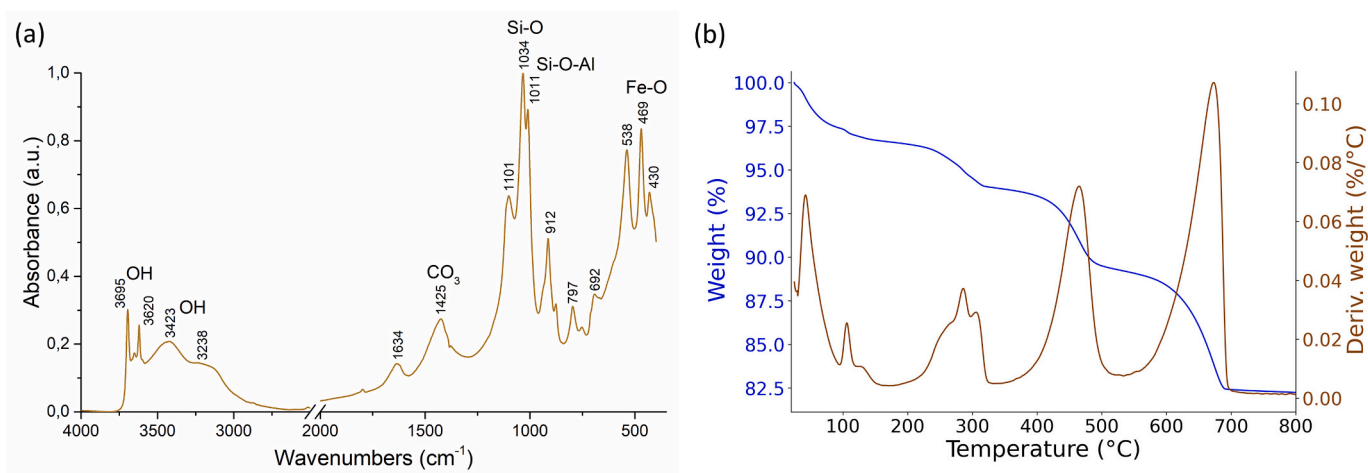 (a)
Si-O
1034
1011
Si-O-Al
Fe-O
1101
912
538
469
430
OH
3695
3620
OH
3423
3238
CO₃
1425
1634
797
692
Absorbance (a.u.)
1,0
0,8
0,6
0,4
0,2
0,0
4000 3500 3000 2000 1500 1000 500
Wavenumbers (cm⁻¹)
(b)
Weight (%)
100.0
97.5
95.0
92.5
90.0
87.5
85.0
82.5
100 200 300 400 500 600 700 800
Temperature (°C)
0.10
0.08
0.06
0.04
0.02
0.00
Deriv. weight (%/°C)